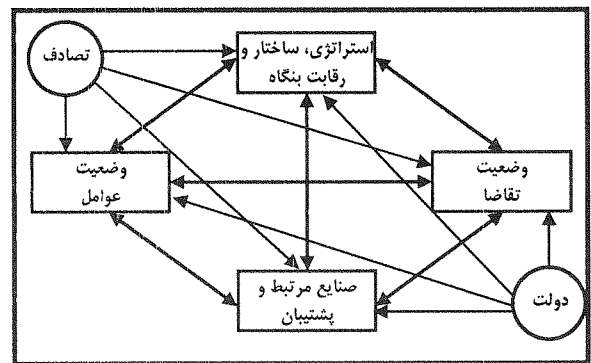 تصادف
استراتژی، ساختار و
رقابت بنگاه
وضعیت
تقاضا
وضعیت
عوامل
صنایع مرتبط و
پشتیبان
دولت